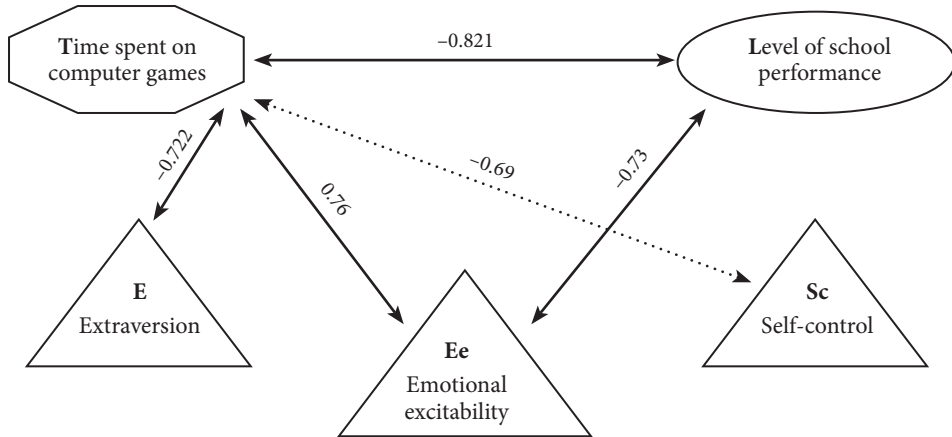 Time spent on
computer games
–0.821
Level of school
performance
–0.722
0.76
–0.69
–0.73
E
Extraversion
Ee
Emotional
excitability
Sc
Self-control